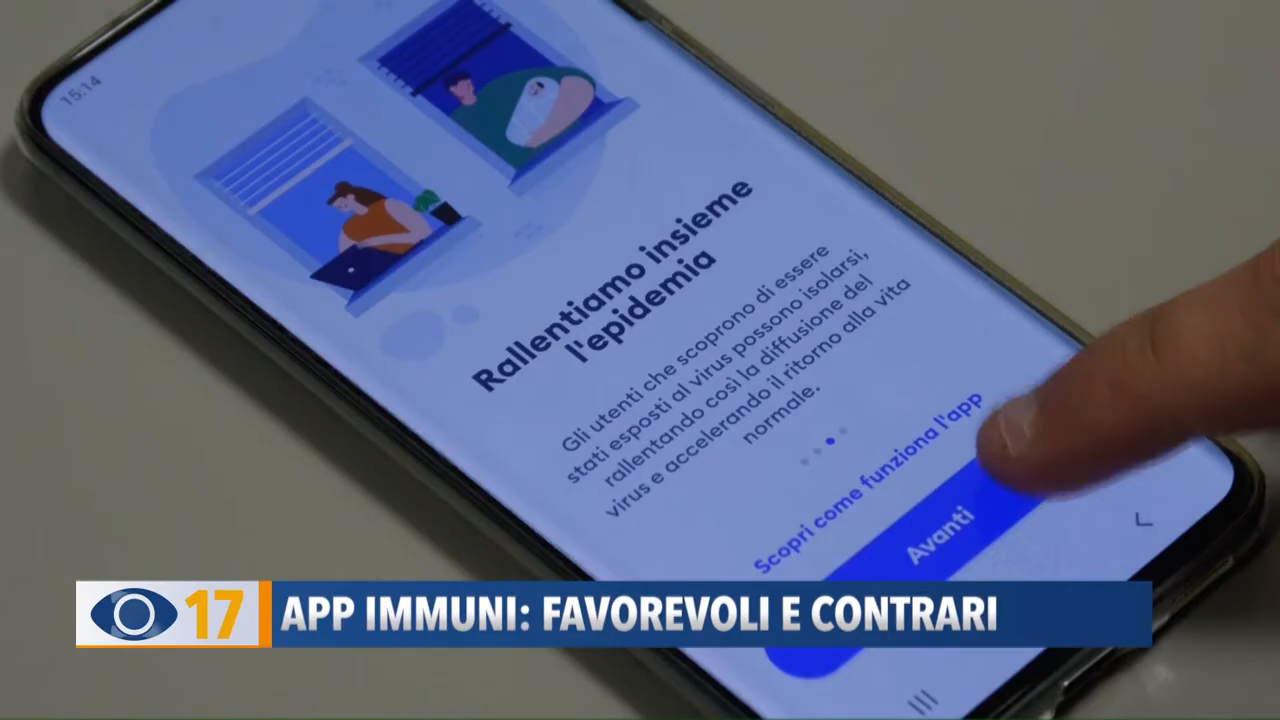 15:14
Rallentiamo insieme
l'epidemia
Gli utenti che scoprono di essere
stati esposti al virus possono isolarsi,
rallentando così la diffusione del
virus e accelerando il ritorno alla vita
normale.
Scopri come funziona l'app
Avanti
17 APP IMMUNI: FAVOREVOLI E CONTRARI